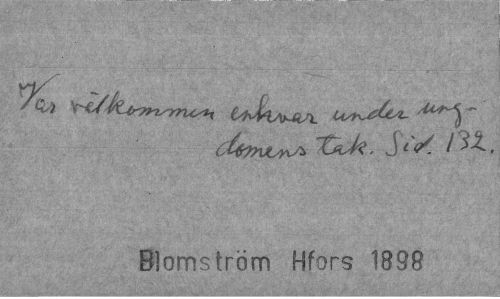 Var välkommen enhvar under ung-
domens tak. Sid. 132.
Blomström Hfors 1898